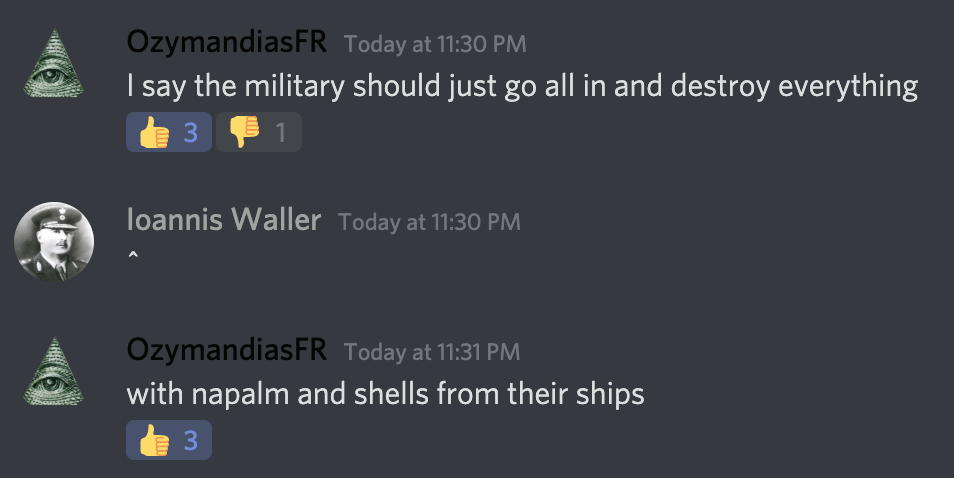 OzymandiasFR Today at 11:30 PM
I say the military should just go all in and destroy everything
3 1
Ioannis Waller Today at 11:30 PM
^
OzymandiasFR Today at 11:31 PM
with napalm and shells from their ships
3